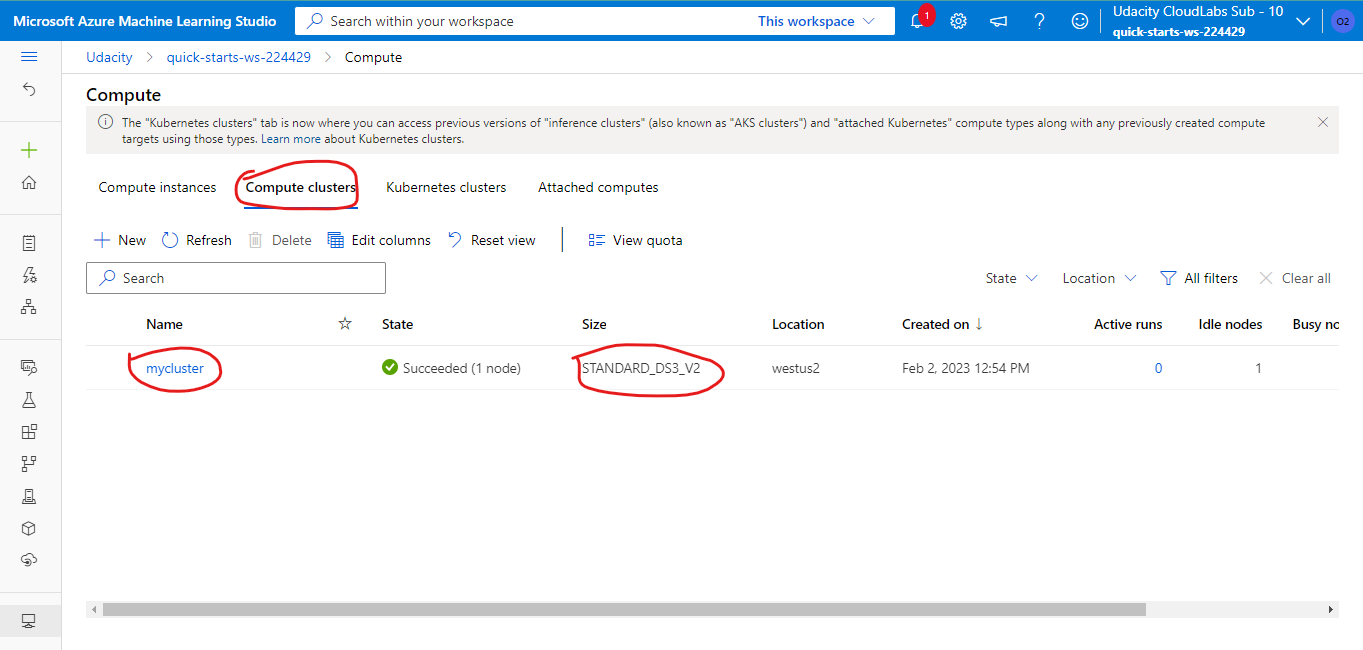 Microsoft Azure Machine Learning Studio
Search within your workspace
This workspace
1
?
Udacity CloudLabs Sub - 10
quick-starts-ws-224429
O2
Udacity > quick-starts-ws-224429 > Compute
Compute
The "Kubernetes clusters" tab is now where you can access previous versions of "inference clusters" (also known as "AKS clusters") and "attached Kubernetes" compute types along with any previously created compute
targets using those types. Learn more about Kubernetes clusters.
Compute instances Compute clusters Kubernetes clusters Attached computes
New Refresh Delete Edit columns Reset view View quota
Search
State Location All filters Clear all
Name State Size Location Created on ↓ Active runs Idle nodes Busy no
mycluster Succeeded (1 node) STANDARD_DS3_V2 westus2 Feb 2, 2023 12:54 PM 0 1